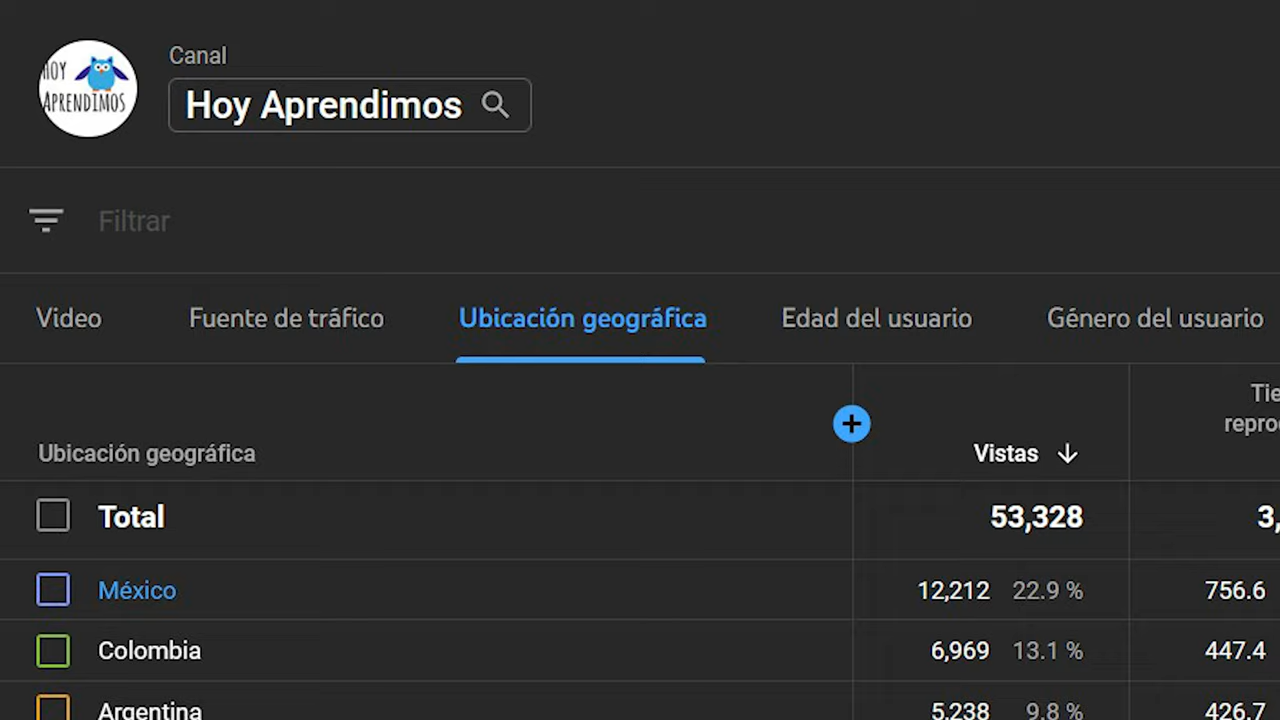 HOY
APRENDIMOS
Canal
Hoy Aprendimos
Filtrar
Video Fuente de tráfico Ubicación geográfica Edad del usuario Género del usuario
Ubicación geográfica Vistas
Total 53,328
México 12,212 22.9 % 756.6
Colombia 6,969 13.1 % 447.4
Argentina 5,238 9.8 % 426.7